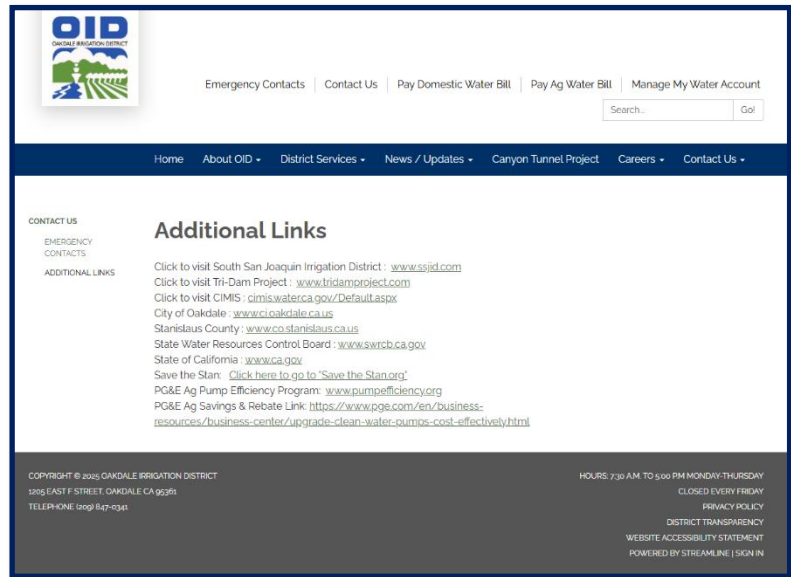 OID
OAKDALE IRRIGATION DISTRICT
Emergency Contacts
Contact Us
Pay Domestic Water Bill
Pay Ag Water Bill
Manage My Water Account
Search...
Go!
Home
About OID
District Services
News / Updates
Canyon Tunnel Project
Careers
Contact Us
CONTACT US
EMERGENCY
CONTACTS
ADDITIONAL LINKS
Additional Links
Click to visit South San Joaquin Irrigation District : www.ssjid.com
Click to visit Tri-Dam Project : www.tridamproject.com
Click to visit CIMIS : cimis.water.ca.gov/Default.aspx
City of Oakdale : www.ci.oakdale.ca.us
Stanislaus County : www.co.stanislaus.ca.us
State Water Resources Control Board : www.swrcb.ca.gov
State of California : www.ca.gov
Save the Stan: Click here to go to "Save the Stan.org"
PG&E Ag Pump Efficiency Program: www.pumpefficiency.org
PG&E Ag Savings & Rebate Link: https://www.pge.com/en/business-
resources/business-center/upgrade-clean-water-pumps-cost-effectively.html
COPYRIGHT © 2025 OAKDALE IRRIGATION DISTRICT
1205 EAST F STREET, OAKDALE CA 95361
TELEPHONE (209) 847-0341
HOURS: 7:30 A.M. TO 5:00 PM MONDAY-THURSDAY
CLOSED EVERY FRIDAY
PRIVACY POLICY
DISTRICT TRANSPARENCY
WEBSITE ACCESSIBILITY STATEMENT
POWERED BY STREAMLINE | SIGN IN